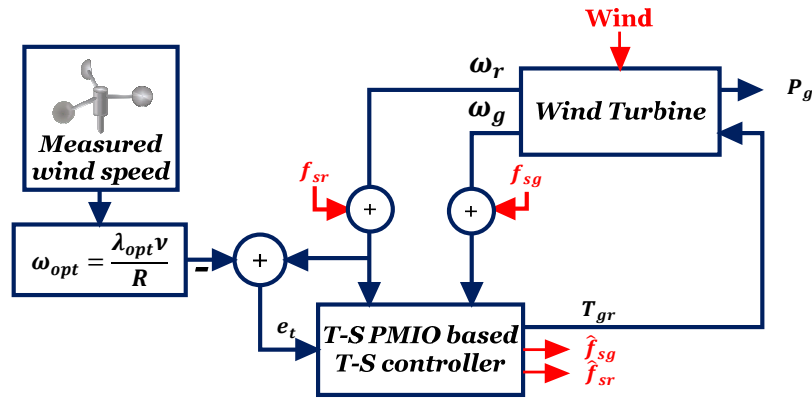 Wind
ω_r
ω_g
Wind Turbine
P_g
Measured
wind speed
f_sr
f_sg
+
+
ω_opt = λ_opt ν / R
-
+
e_t
T-S PMIO based
T-S controller
T_gr
f̂_sg
f̂_sr